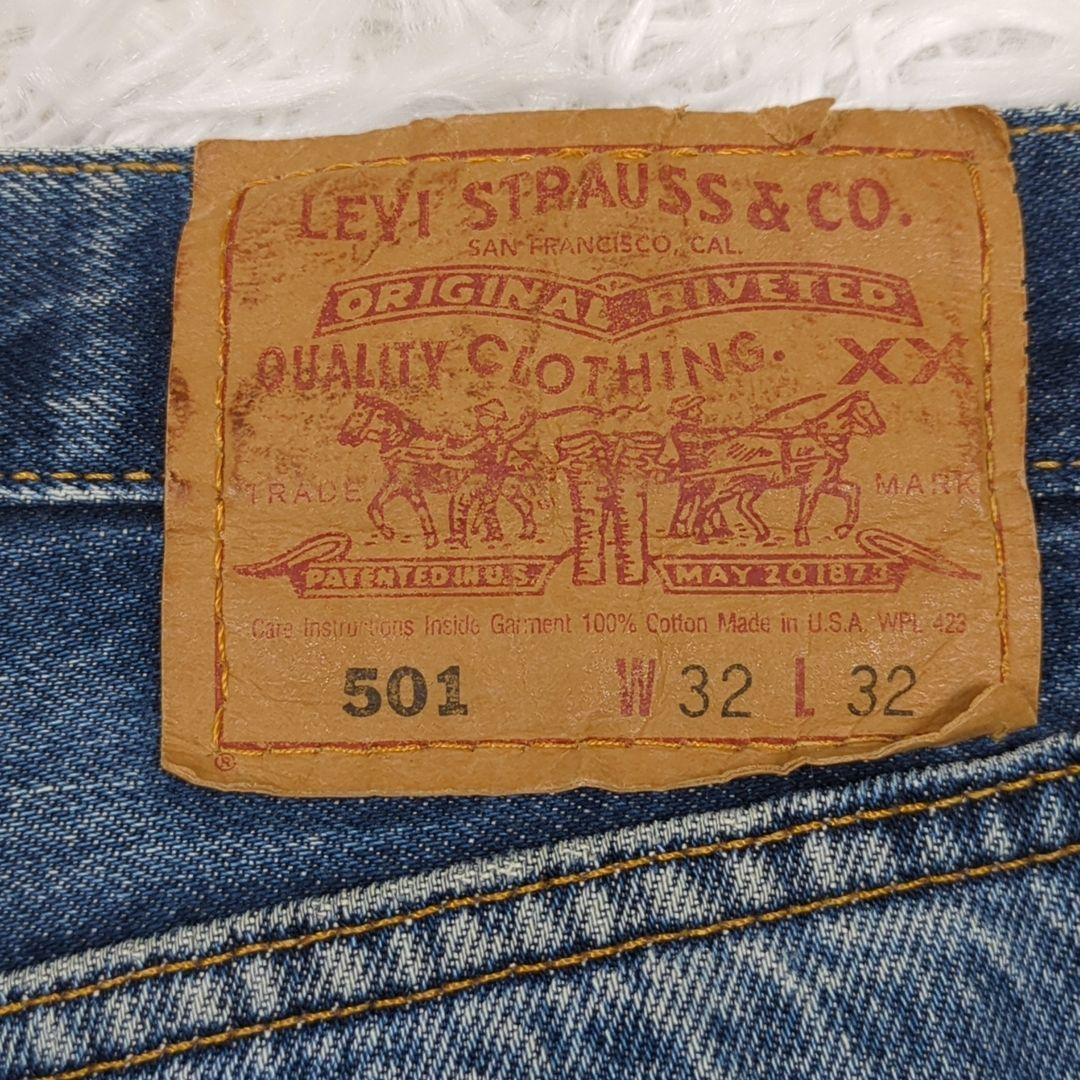 LEVI STRAUSS & CO.
SAN FRANCISCO, CAL.
ORIGINAL RIVETED
QUALITY CLOTHING. XX
TRADE MARK
PATENTED IN U.S. MAY 20 1873
Care Instructions Inside Garment 100% Cotton Made in U.S.A. WPL 423
501 W 32 L 32
®